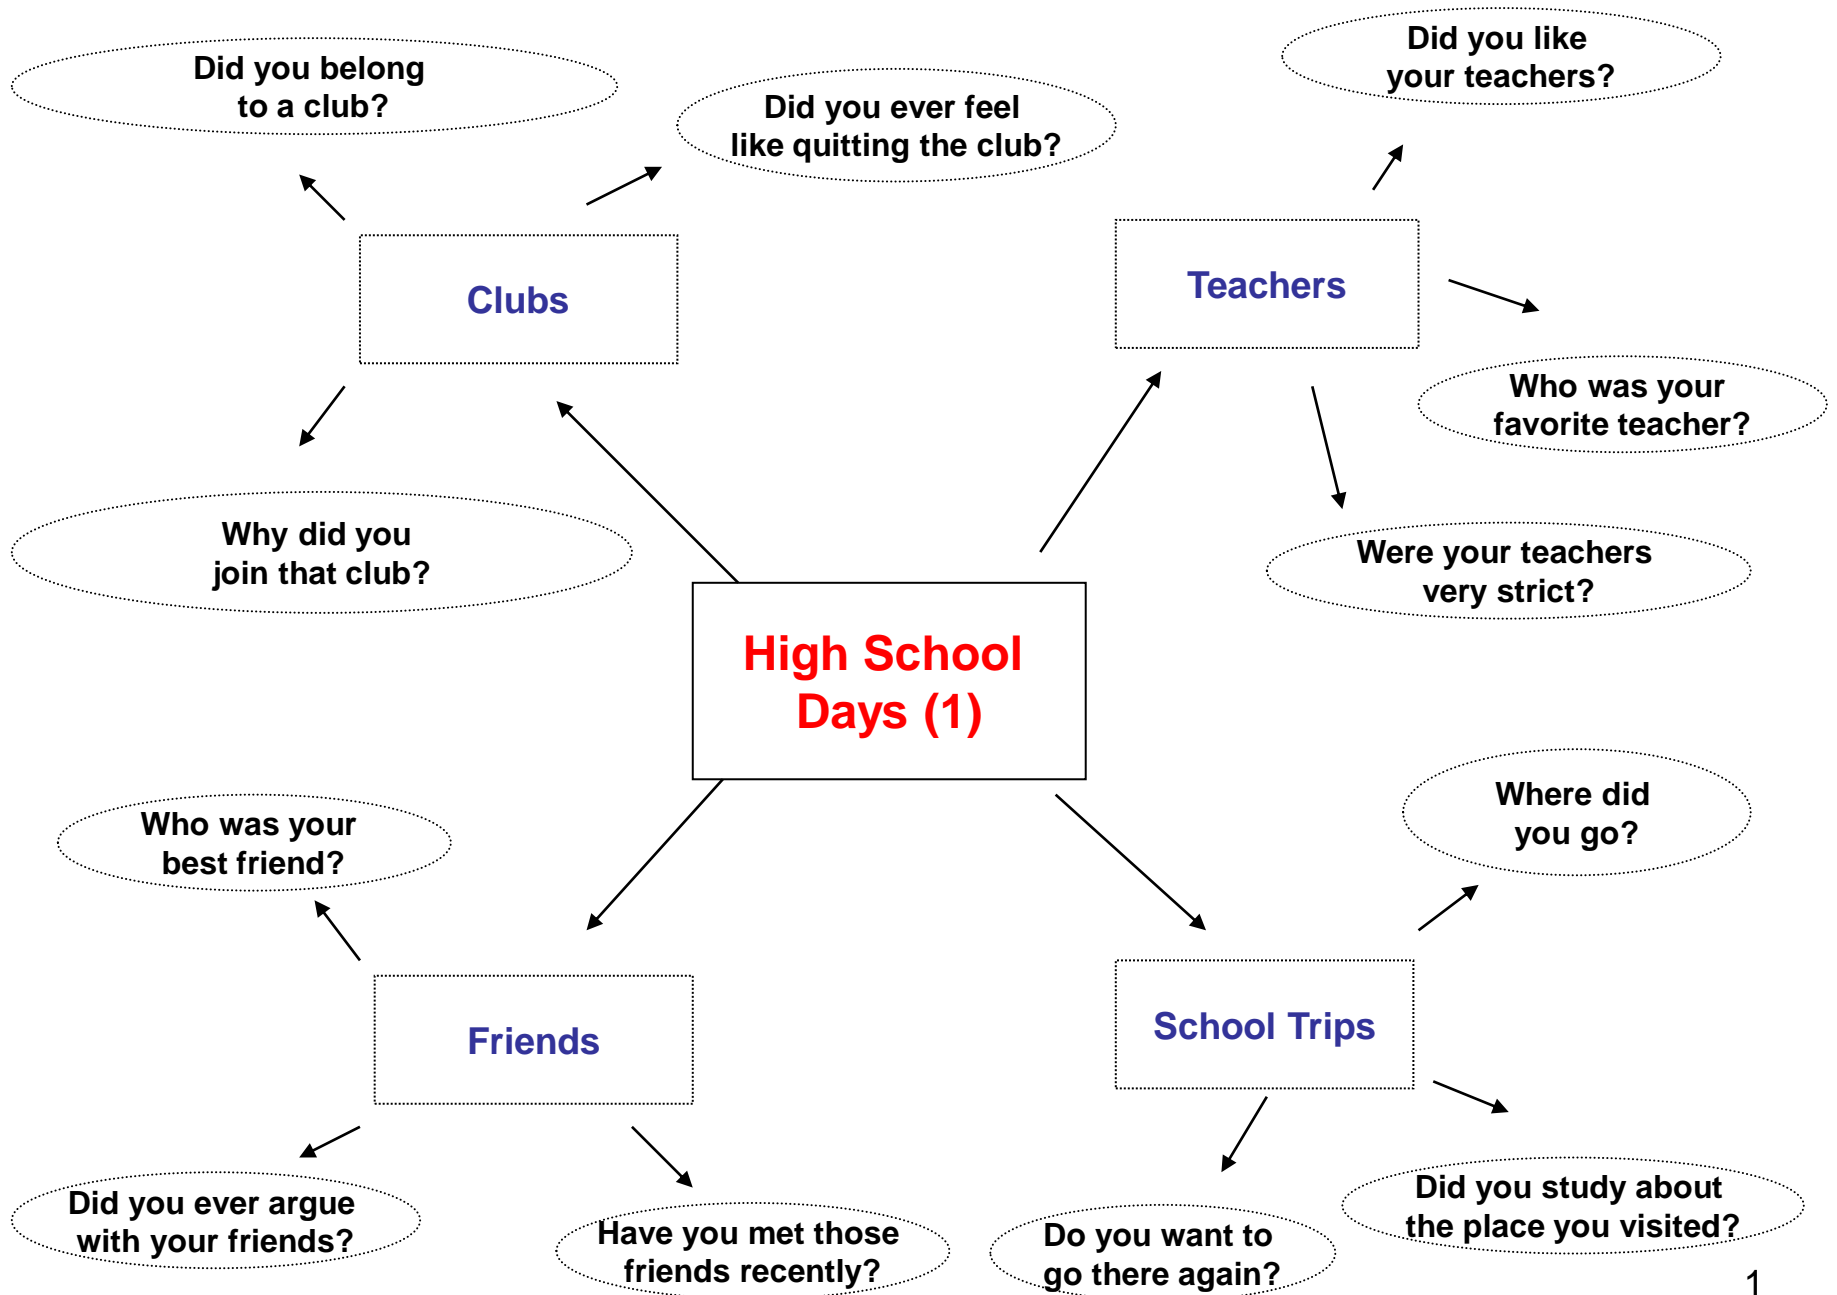 Did you belong
to a club?
Did you ever feel
like quitting the club?
Clubs
Why did you
join that club?
Did you like
your teachers?
Teachers
Who was your
favorite teacher?
Were your teachers
very strict?
High School
Days (1)
Who was your
best friend?
Friends
Did you ever argue
with your friends?
Have you met those
friends recently?
Where did
you go?
School Trips
Do you want to
go there again?
Did you study about
the place you visited?
1